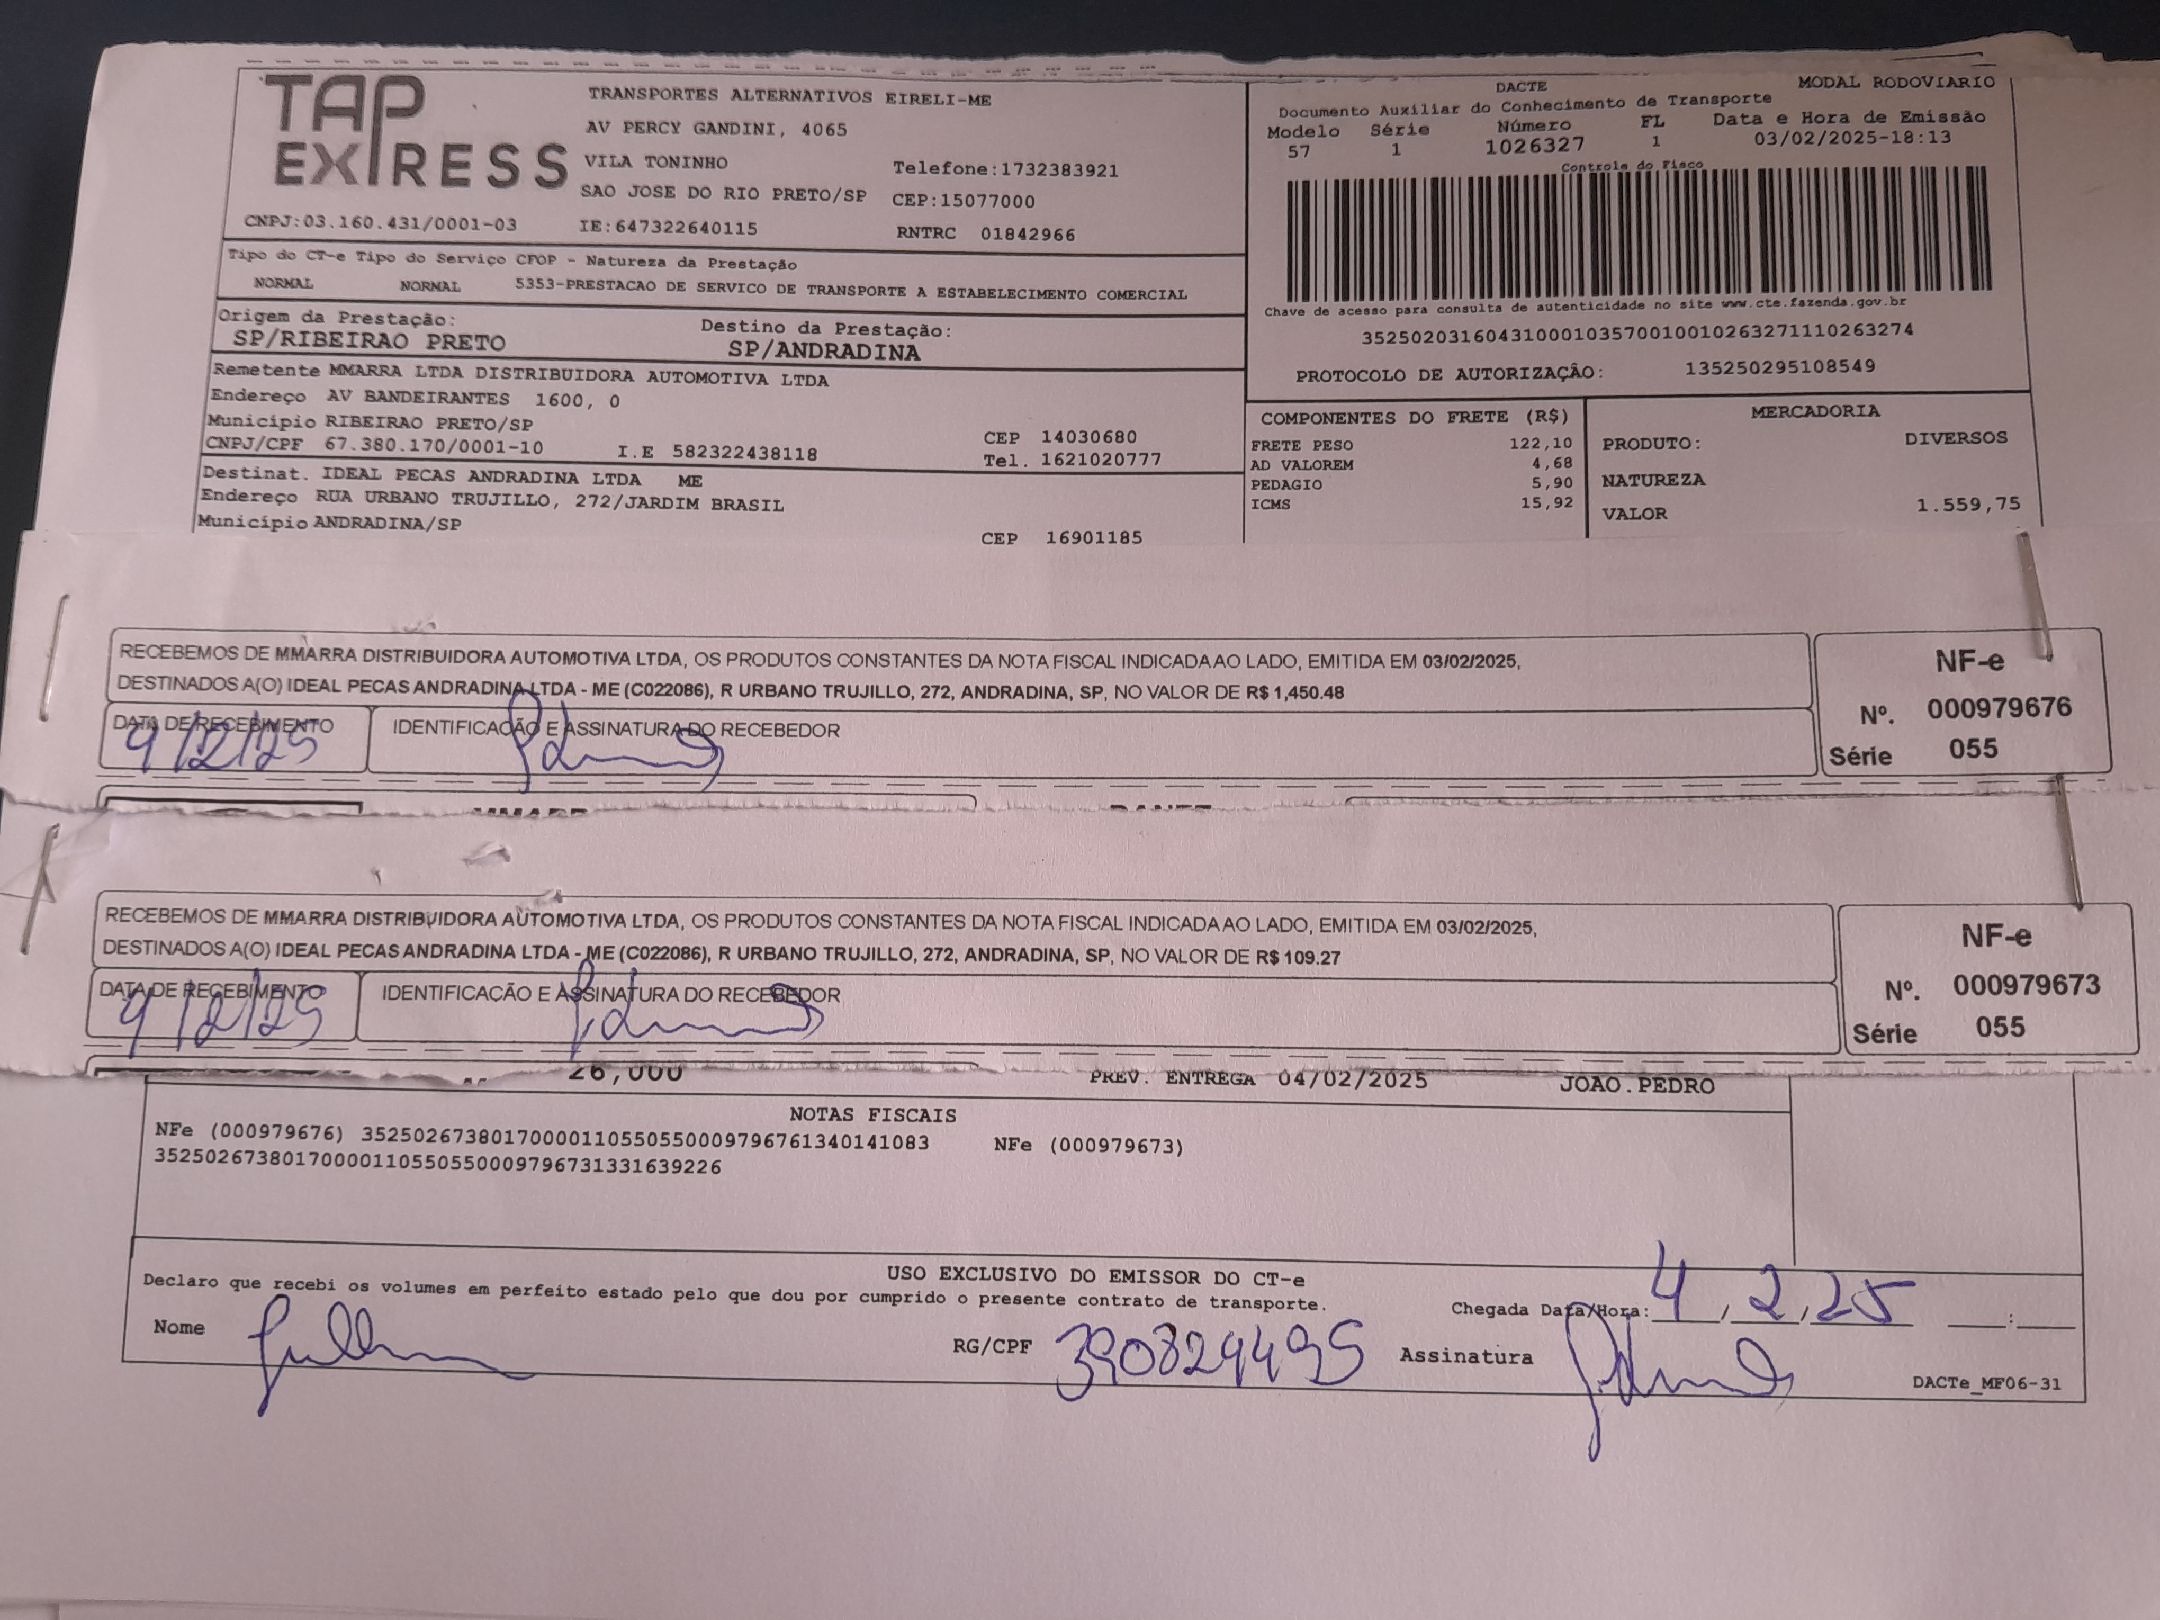 TAP EXPRESS
TRANSPORTES ALTERNATIVOS EIRELI-ME
AV PERCY GANDINI, 4065
VILA TONINHO Telefone:1732383921
SAO JOSE DO RIO PRETO/SP CEP:15077000
CNPJ:03.160.431/0001-03 IE:647322640115 RNTRC 01842966
DACTE MODAL RODOVIARIO
Documento Auxiliar do Conhecimento de Transporte
Modelo Série Número FL Data e Hora de Emissão
57 1 1026327 1 03/02/2025-18:13
Controle do Fisco
Chave de acesso para consulta de autenticidade no site www.cte.fazenda.gov.br
35250203160431000103570010010263271110263274
PROTOCOLO DE AUTORIZAÇÃO: 135250295108549
Tipo do CT-e Tipo do Serviço CFOP - Natureza da Prestação
NORMAL NORMAL 5353-PRESTACAO DE SERVICO DE TRANSPORTE A ESTABELECIMENTO COMERCIAL
Origem da Prestação: Destino da Prestação:
SP/RIBEIRAO PRETO SP/ANDRADINA
Remetente MMARRA LTDA DISTRIBUIDORA AUTOMOTIVA LTDA
Endereço AV BANDEIRANTES 1600, 0
Município RIBEIRAO PRETO/SP CEP 14030680
CNPJ/CPF 67.380.170/0001-10 I.E 582322438118 Tel. 1621020777
Destinat. IDEAL PECAS ANDRADINA LTDA ME
Endereço RUA URBANO TRUJILLO, 272/JARDIM BRASIL
Município ANDRADINA/SP CEP 16901185
COMPONENTES DO FRETE (R$)
FRETE PESO 122,10
AD VALOREM 4,68
PEDAGIO 5,90
ICMS 15,92
MERCADORIA
PRODUTO: DIVERSOS
NATUREZA
VALOR 1.559,75
RECEBEMOS DE MMARRA DISTRIBUIDORA AUTOMOTIVA LTDA, OS PRODUTOS CONSTANTES DA NOTA FISCAL INDICADA AO LADO, EMITIDA EM 03/02/2025,
DESTINADOS A(O) IDEAL PECAS ANDRADINA LTDA - ME (C022086), R URBANO TRUJILLO, 272, ANDRADINA, SP, NO VALOR DE R$ 1,450.48
DATA DE RECEBIMENTO IDENTIFICAÇÃO E ASSINATURA DO RECEBEDOR
4/2/25
NF-e
Nº. 000979676
Série 055
RECEBEMOS DE MMARRA DISTRIBUIDORA AUTOMOTIVA LTDA, OS PRODUTOS CONSTANTES DA NOTA FISCAL INDICADA AO LADO, EMITIDA EM 03/02/2025,
DESTINADOS A(O) IDEAL PECAS ANDRADINA LTDA - ME (C022086), R URBANO TRUJILLO, 272, ANDRADINA, SP, NO VALOR DE R$ 109.27
DATA DE RECEBIMENTO IDENTIFICAÇÃO E ASSINATURA DO RECEBEDOR
4/2/25
NF-e
Nº. 000979673
Série 055
26,000 PREV. ENTREGA 04/02/2025 JOAO.PEDRO
NOTAS FISCAIS
NFe (000979676) 35250267380170000110550550009796761340141083 NFe (000979673)
35250267380170000110550550009796731331639226
USO EXCLUSIVO DO EMISSOR DO CT-e
Declaro que recebi os volumes em perfeito estado pelo que dou por cumprido o presente contrato de transporte.
Chegada Data/Hora: 4 / 2 / 25 :
Nome RG/CPF 390829495 Assinatura
DACTe_MF06-31